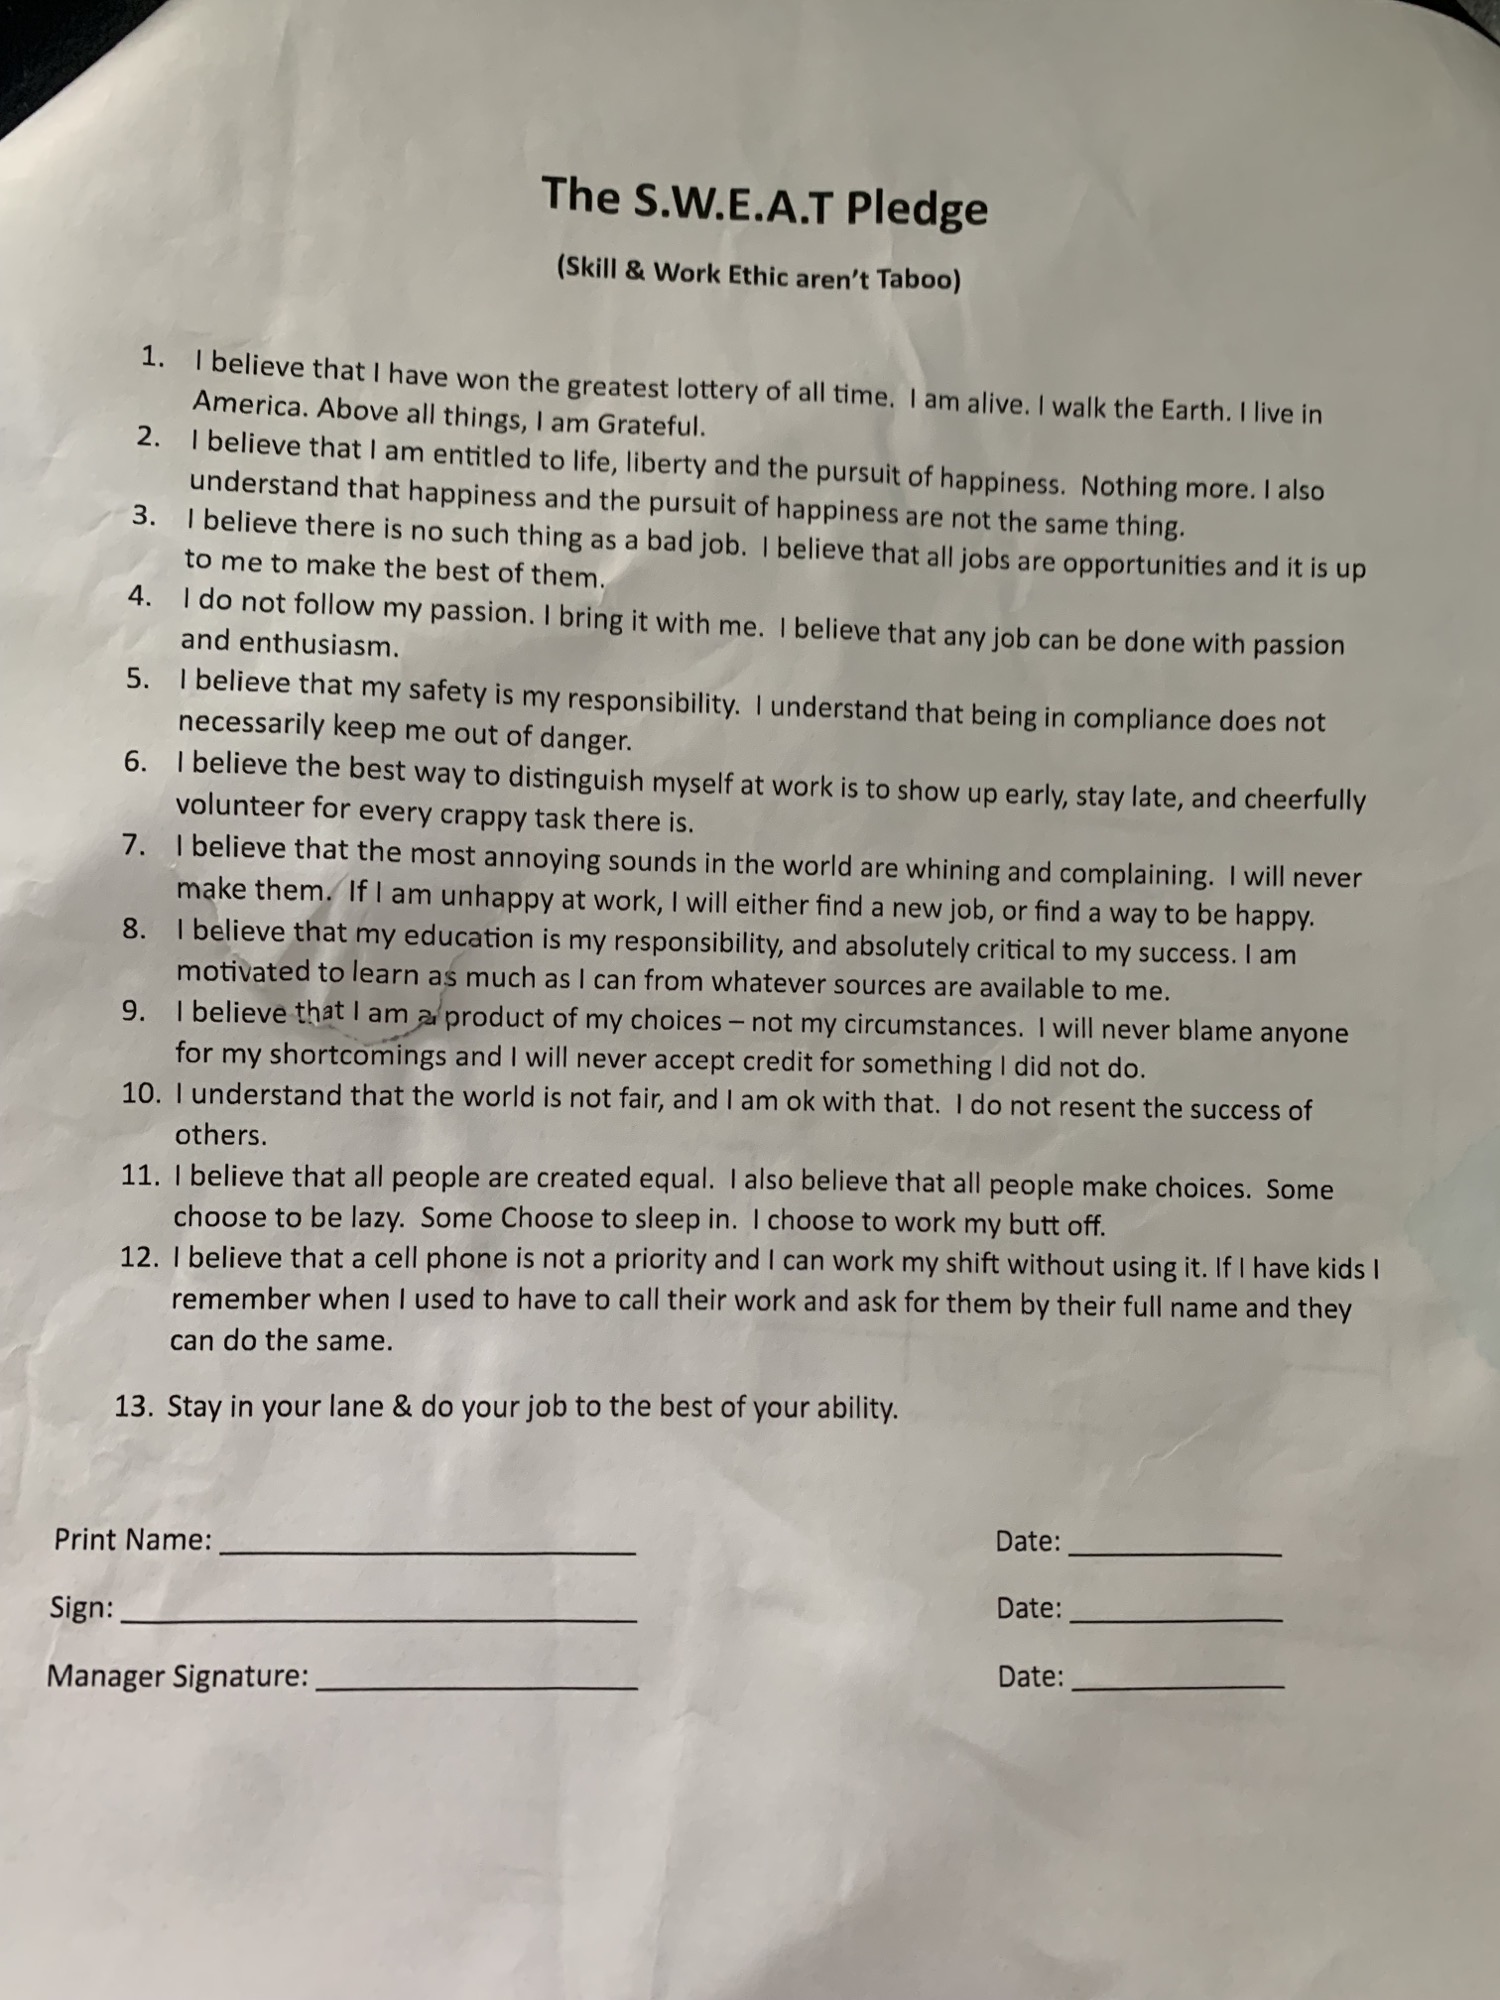 The S.W.E.A.T Pledge
(Skill & Work Ethic aren't Taboo)
1. I believe that I have won the greatest lottery of all time. I am alive. I walk the Earth. I live in
America. Above all things, I am Grateful.
2. I believe that I am entitled to life, liberty and the pursuit of happiness. Nothing more. I also
understand that happiness and the pursuit of happiness are not the same thing.
3. I believe there is no such thing as a bad job. I believe that all jobs are opportunities and it is up
to me to make the best of them.
4. I do not follow my passion. I bring it with me. I believe that any job can be done with passion
and enthusiasm.
5. I believe that my safety is my responsibility. I understand that being in compliance does not
necessarily keep me out of danger.
6. I believe the best way to distinguish myself at work is to show up early, stay late, and cheerfully
volunteer for every crappy task there is.
7. I believe that the most annoying sounds in the world are whining and complaining. I will never
make them. If I am unhappy at work, I will either find a new job, or find a way to be happy.
8. I believe that my education is my responsibility, and absolutely critical to my success. I am
motivated to learn as much as I can from whatever sources are available to me.
9. I believe that I am a product of my choices – not my circumstances. I will never blame anyone
for my shortcomings and I will never accept credit for something I did not do.
10. I understand that the world is not fair, and I am ok with that. I do not resent the success of
others.
11. I believe that all people are created equal. I also believe that all people make choices. Some
choose to be lazy. Some Choose to sleep in. I choose to work my butt off.
12. I believe that a cell phone is not a priority and I can work my shift without using it. If I have kids I
remember when I used to have to call their work and ask for them by their full name and they
can do the same.
13. Stay in your lane & do your job to the best of your ability.
Print Name: Date:
Sign: Date:
Manager Signature: Date: